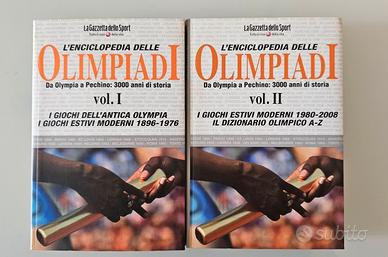 La Gazzetta dello Sport
L'ENCICLOPEDIA DELLE
OLIMPIADI
Da Olympia a Pechino: 3000 anni di storia
vol. I
I GIOCHI DELL'ANTICA OLYMPIA
I GIOCHI ESTIVI MODERNI 1896-1976
La Gazzetta dello Sport
L'ENCICLOPEDIA DELLE
OLIMPIADI
Da Olympia a Pechino: 3000 anni di storia
vol. II
I GIOCHI ESTIVI MODERNI 1980-2008
IL DIZIONARIO OLIMPICO A-Z
subito